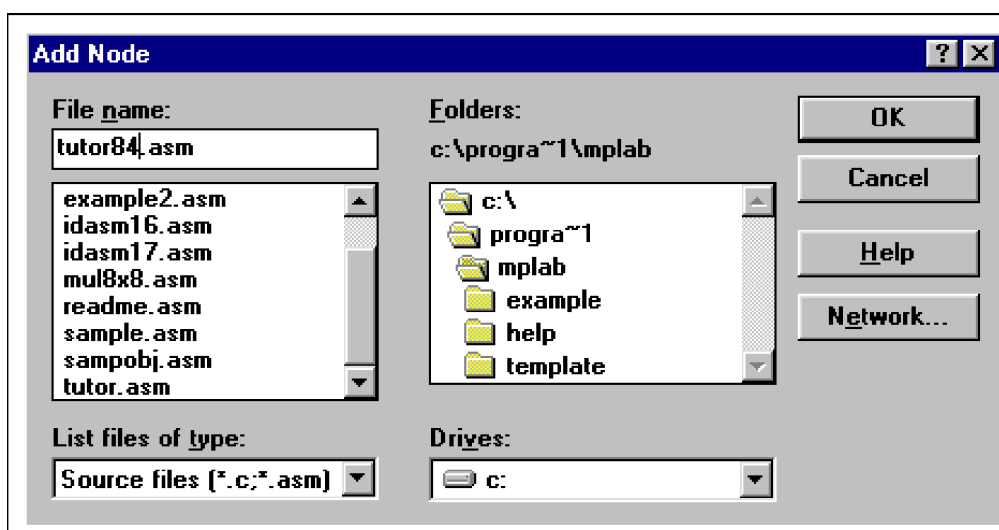 Add Node
File name:
tutor84.asm
example2.asm
idasm16.asm
idasm17.asm
mul8x8.asm
readme.asm
sample.asm
sampobj.asm
tutor.asm
List files of type:
Source files (*.c;*.asm)
Folders:
c:\progra~1\mplab
c:\
progra~1
mplab
example
help
template
Drives:
c:
OK
Cancel
Help
Network...